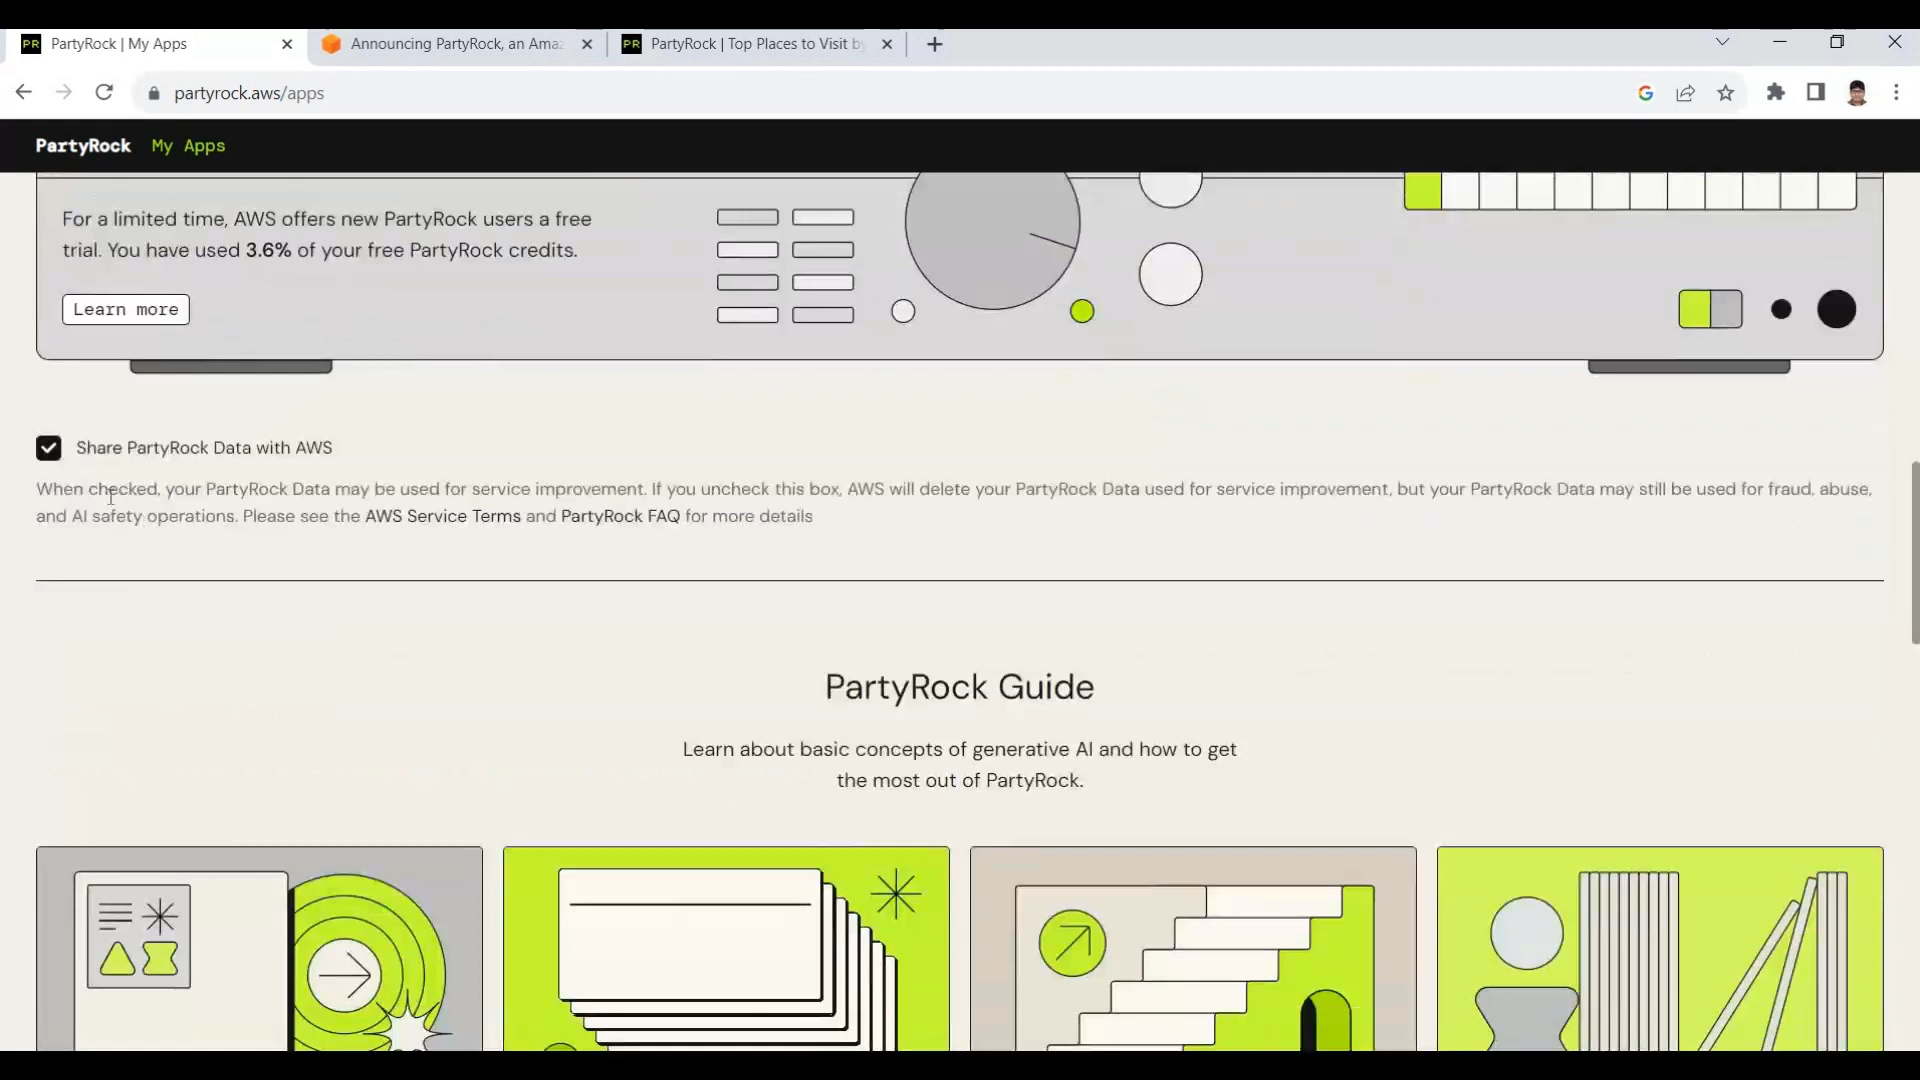 PR PartyRock | My Apps
Announcing PartyRock, an Ama
PR PartyRock | Top Places to Visit by
partyrock.aws/apps
PartyRock My Apps
For a limited time, AWS offers new PartyRock users a free
trial. You have used 3.6% of your free PartyRock credits.
Learn more
Share PartyRock Data with AWS
When checked, your PartyRock Data may be used for service improvement. If you uncheck this box, AWS will delete your PartyRock Data used for service improvement, but your PartyRock Data may still be used for fraud, abuse,
and AI safety operations. Please see the AWS Service Terms and PartyRock FAQ for more details
PartyRock Guide
Learn about basic concepts of generative AI and how to get
the most out of PartyRock.